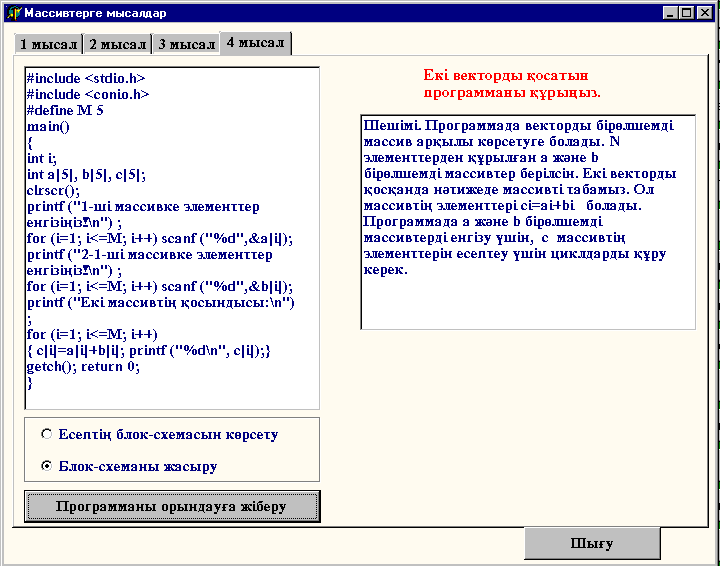 Массивтерге мысалдар
1 мысал
2 мысал
3 мысал
4 мысал
#include <stdio.h>
#include <conio.h>
#define M 5
main()
{
int i;
int a[5], b[5], c[5];
clrscr();
printf ("1-ші массивке элементтер
енгізіңіз:\n") ;
for (i=1; i<=M; i++) scanf ("%d",&a[i]);
printf ("2-1-ші массивке элементтер
енгізіңіз:\n") ;
for (i=1; i<=M; i++) scanf ("%d",&b[i]);
printf ("Екі массивтің қосындысы:\n")
;
for (i=1; i<=M; i++)
{ c[i]=a[i]+b[i]; printf ("%d\n", c[i]);}
getch(); return 0;
}
Екі векторды қосатын
программаны құрыңыз.
Шешімі. Программада векторды бірөлшемді
массив арқылы көрсетуге болады. N
элементтерден құрылған a және b
бірөлшемді массивтер берілсін. Екі векторды
қосқанда нәтижеде массивті табамыз. Ол
массивтің элементтері ci=ai+bi болады.
Программада a және b бірөлшемді
массивтерді енгізу үшін, c массивтің
элементтерін есептеу үшін циклдарды құру
керек.
Есептің блок-схемасын көрсету
Блок-схеманы жасыру
Программаны орындауға жіберу
Шығу